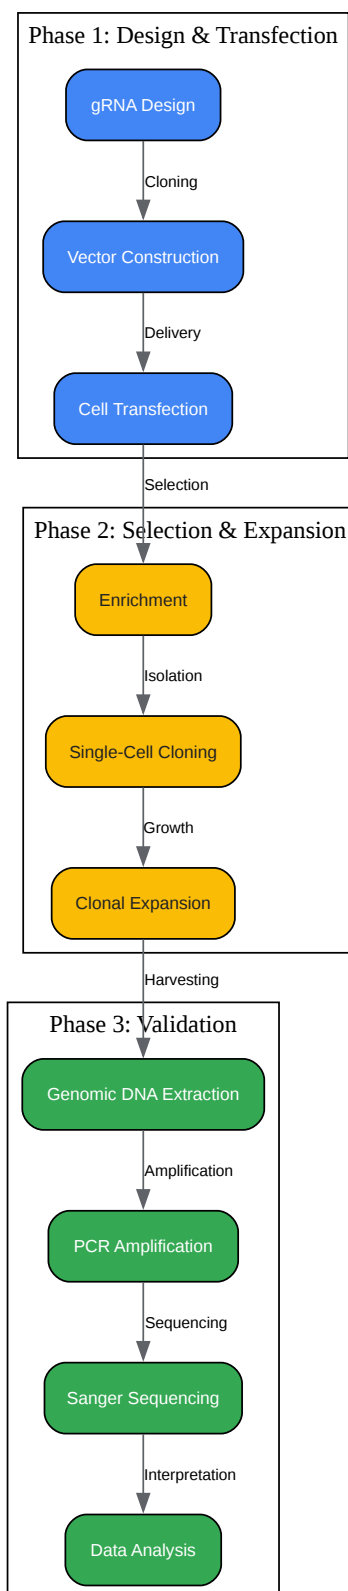 Phase 1: Design & Transfection
gRNA Design
Cloning
Vector Construction
Delivery
Cell Transfection
Selection
Phase 2: Selection & Expansion
Enrichment
Isolation
Single-Cell Cloning
Growth
Clonal Expansion
Harvesting
Phase 3: Validation
Genomic DNA Extraction
Amplification
PCR Amplification
Sequencing
Sanger Sequencing
Interpretation
Data Analysis